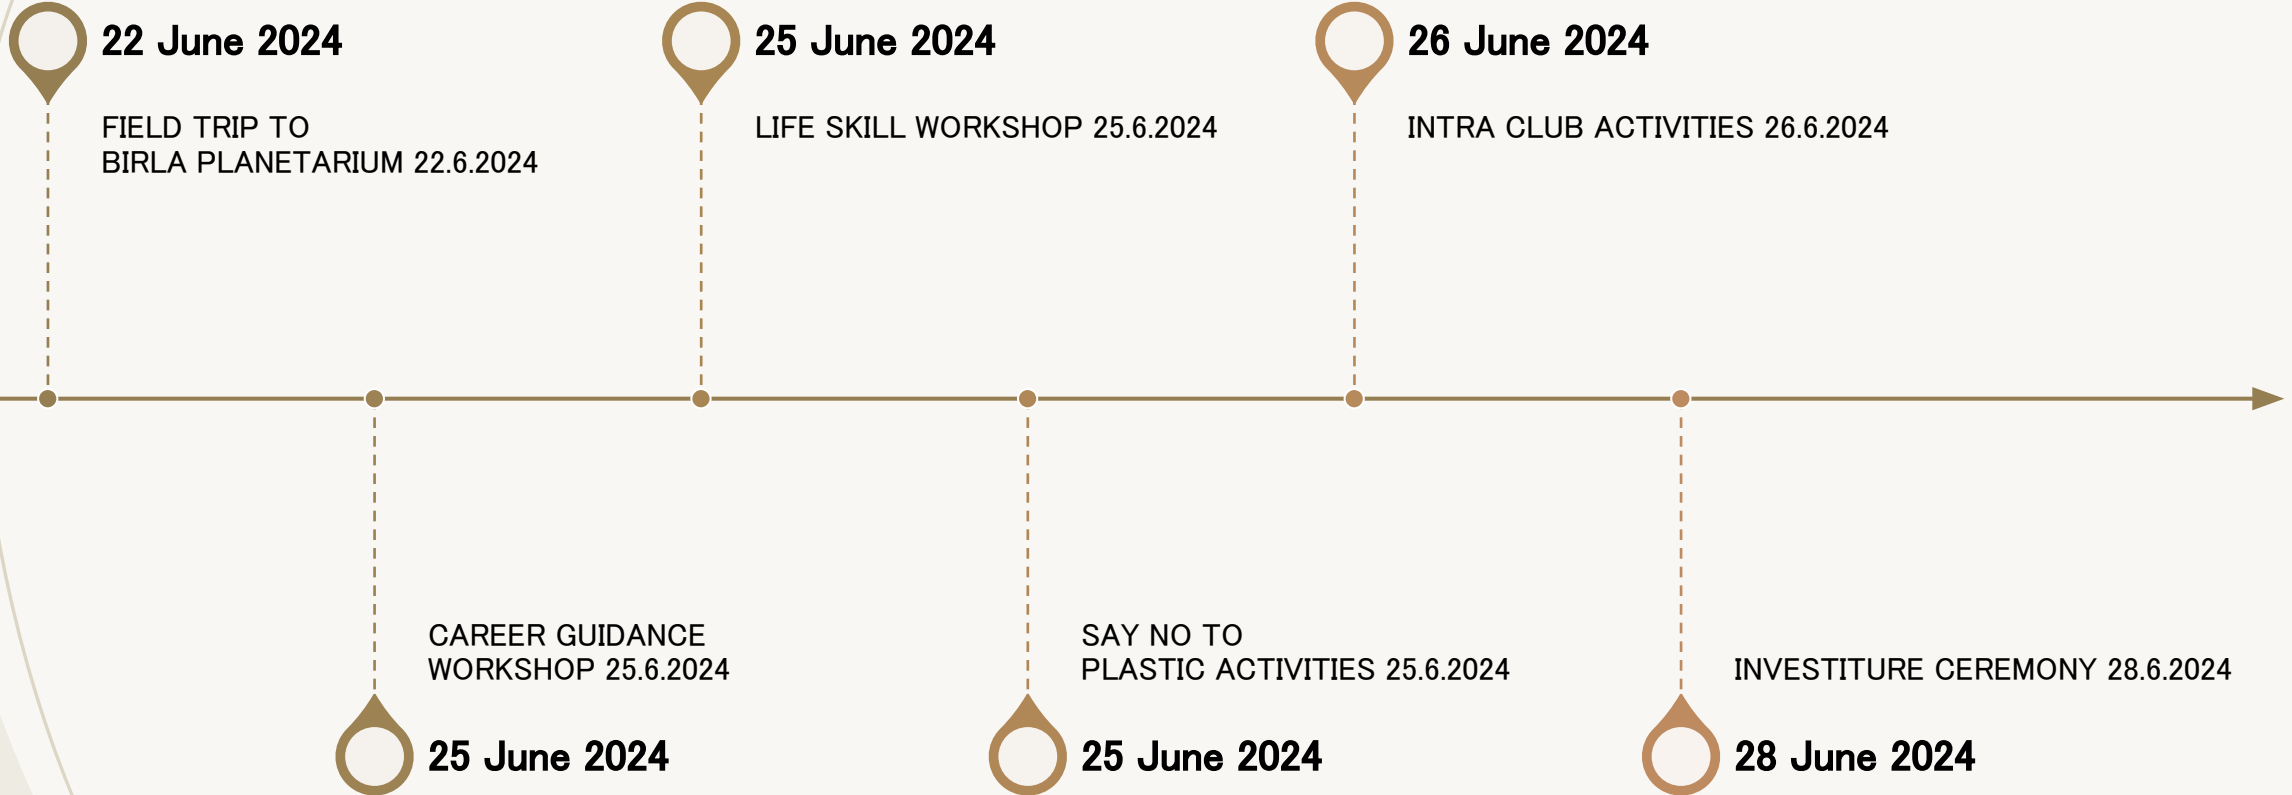 22 June 2024
FIELD TRIP TO
BIRLA PLANETARIUM 22.6.2024
25 June 2024
LIFE SKILL WORKSHOP 25.6.2024
26 June 2024
INTRA CLUB ACTIVITIES 26.6.2024
CAREER GUIDANCE
WORKSHOP 25.6.2024
25 June 2024
SAY NO TO
PLASTIC ACTIVITIES 25.6.2024
25 June 2024
INVESTITURE CEREMONY 28.6.2024
28 June 2024